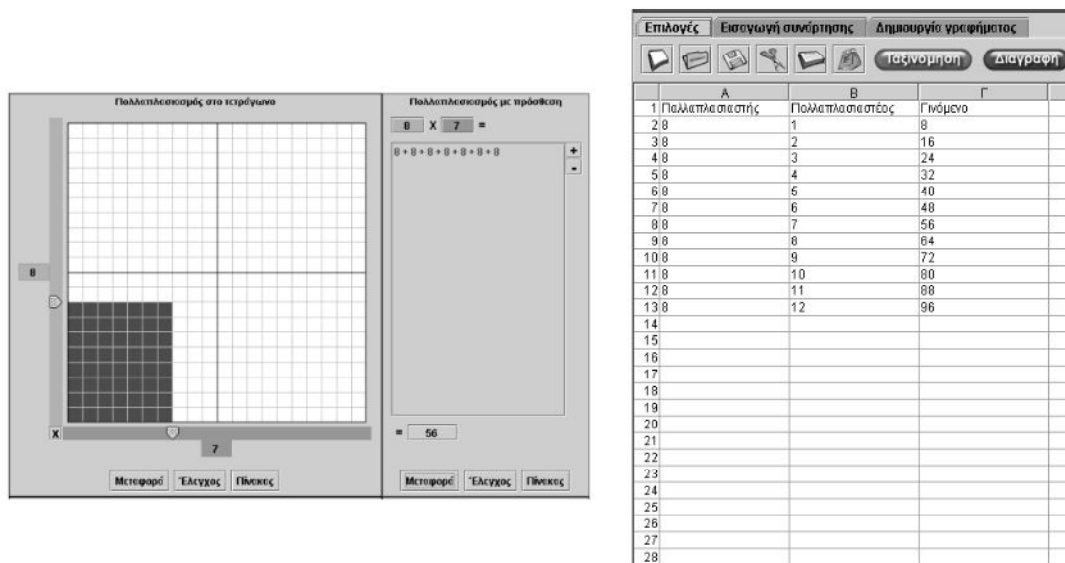 Πολλαπλασιασμός στο τετράγωνο
8
X
7
Μεταφορά Έλεγχος Πίνακας
Πολλαπλασιασμός με πρόσθεση
8 X 7 =
8 + 8 + 8 + 8 + 8 + 8 + 8
+
-
= 56
Μεταφορά Έλεγχος Πίνακας
Επιλογές Εισαγωγή συνάρτησης Δημιουργία γραφήματος
Ταξινόμηση Διαγραφή
A B Γ
1 Πολλαπλασιαστής Πολλαπλασιαστέος Γινόμενο
2 8 1 8
3 8 2 16
4 8 3 24
5 8 4 32
6 8 5 40
7 8 6 48
8 8 7 56
9 8 8 64
10 8 9 72
11 8 10 80
12 8 11 88
13 8 12 96
14
15
16
17
18
19
20
21
22
23
24
25
26
27
28